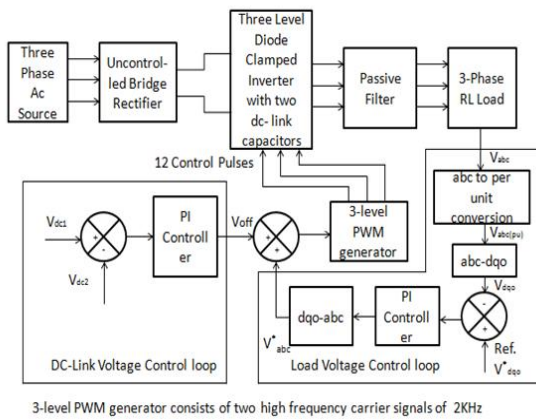 Three
Phase
Ac
Source
Uncontrol-
led Bridge
Rectifier
Three Level
Diode
Clamped
Inverter
with two
dc- link
capacitors
Passive
Filter
3-Phase
RL Load
12 Control Pulses
Vabc
abc to per
unit
conversion
Vabc(pu)
abc-dqo
Vdqo
Vdc1
+
-
Vdc2
PI
Controll
er
Voff
+
+
3-level
PWM
generator
dqo-abc
V*abc
PI
Controll
er
-
+
Ref.
V*dqo
DC-Link Voltage Control loop
Load Voltage Control loop
3-level PWM generator consists of two high frequency carrier signals of 2KHz